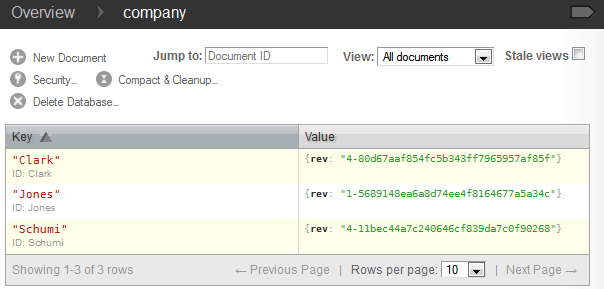 Overview company
New Document Jump to: Document ID View: All documents Stale views
Security... Compact & Cleanup...
Delete Database...
Key Value
"Clark" {rev: "4-80d67aaf854fc5b343ff7965957af85f"}
ID: Clark
"Jones" {rev: "1-5689148ea6a8d74ee4f8164677a5a34c"}
ID: Jones
"Schumi" {rev: "4-11bec44a7c240646cf839da7c0f90268"}
ID: Schumi
Showing 1-3 of 3 rows ← Previous Page | Rows per page: 10 | Next Page →